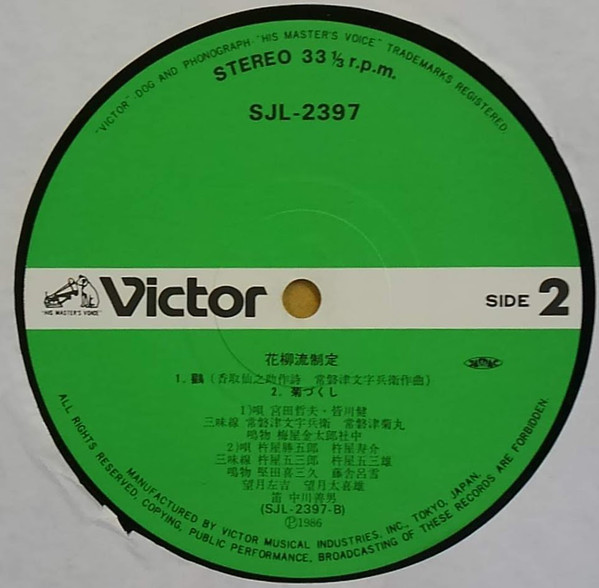 "VICTOR"-DOG AND PHONOGRAPH-"HIS MASTER'S VOICE" TRADEMARKS REGISTERED.
STEREO 33 1/3 r.p.m.
SJL-2397
"HIS MASTER'S VOICE"
Victor
SIDE 2
花柳流制定
1. 鶴（香取仙之助作詩　常磐津文字兵衛作曲）
2. 菊づくし
1)唄 宮田哲夫・皆川健
三味線 常磐津文字兵衛　常磐津菊丸
鳴物 梅屋金太郎社中
2)唄 杵屋勝五郎　杵屋寿介
三味線 杵屋五三郎　杵屋五三雄
鳴物 堅田喜三久　藤舎呂雪
望月左吉　望月太喜雄
笛 中川善男
(SJL-2397-B)
Ⓟ1986
ALL RIGHTS RESERVED, COPYING, PUBLIC PERFORMANCE, BROADCASTING OF THESE RECORDS ARE FORBIDDEN.
MANUFACTURED BY VICTOR MUSICAL INDUSTRIES, INC., TOKYO, JAPAN.